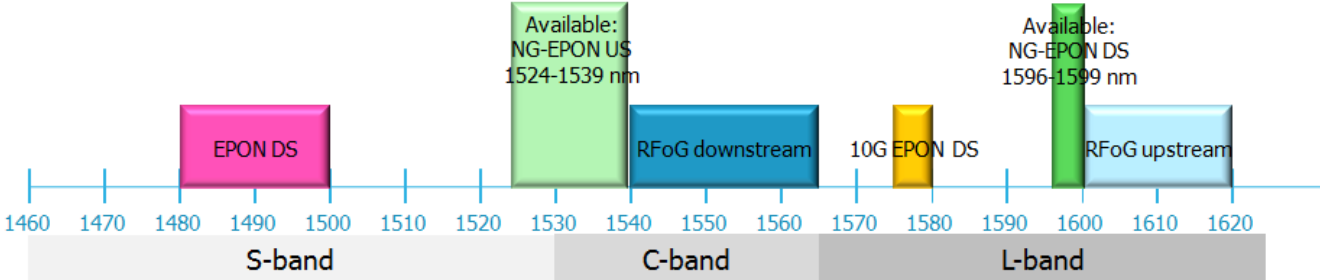 Available:
NG-EPON US
1524-1539 nm
Available:
NG-EPON DS
1596-1599 nm
EPON DS
RFoG downstream
10G EPON DS
RFoG upstream
1460 1470 1480 1490 1500 1510 1520 1530 1540 1550 1560 1570 1580 1590 1600 1610 1620
S-band
C-band
L-band